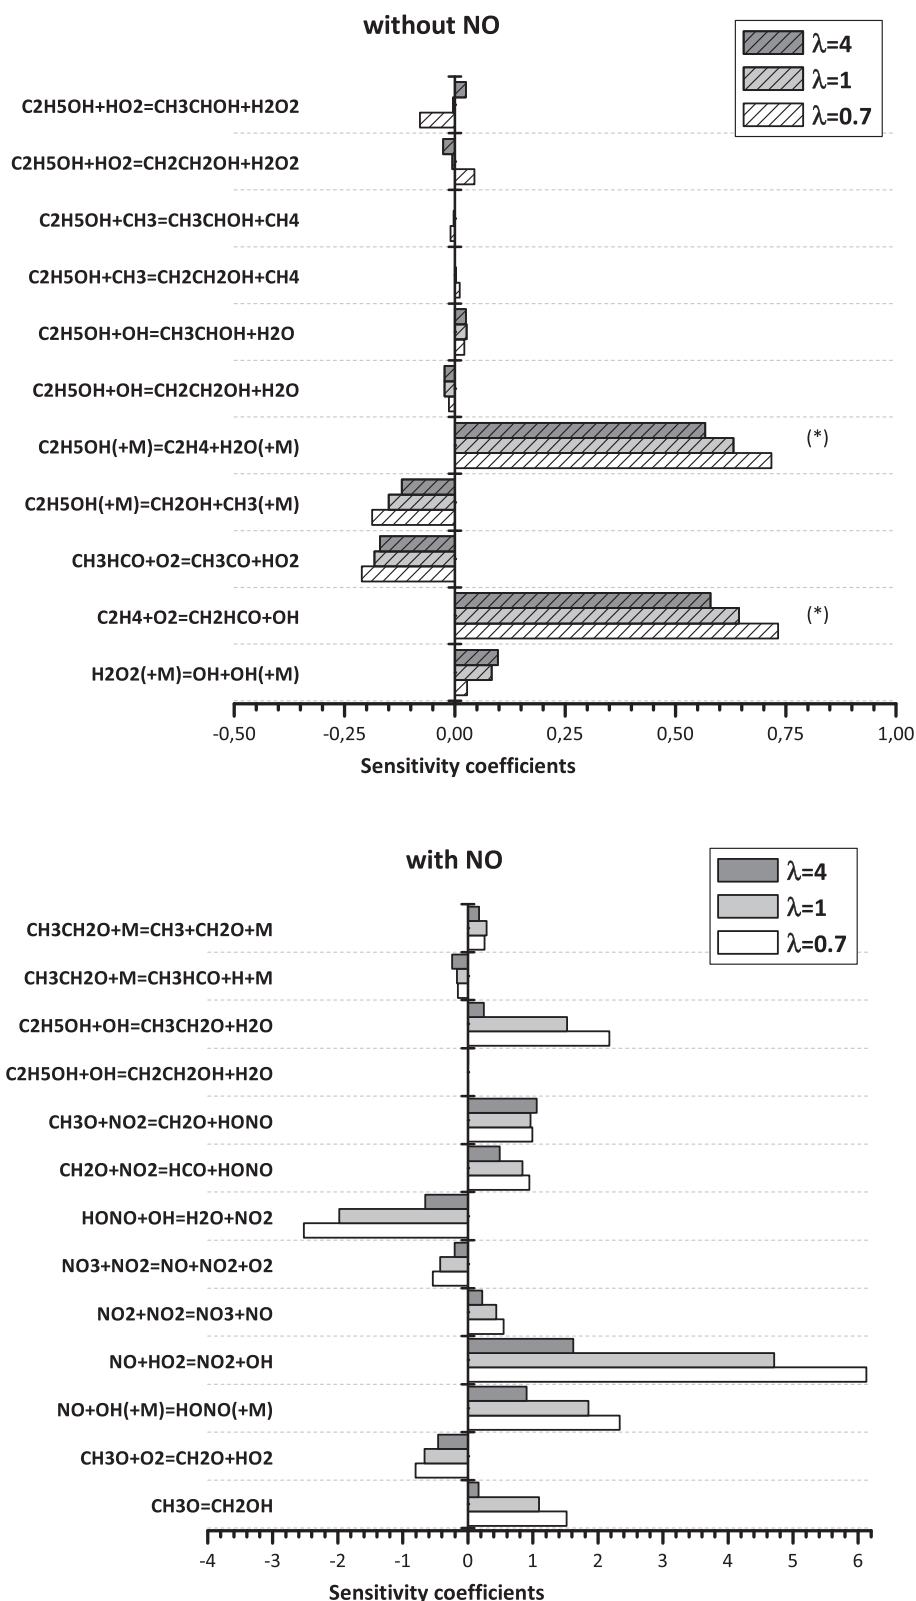 without NO
λ=4
λ=1
λ=0.7
C2H5OH+HO2=CH3CHOH+H2O2
C2H5OH+HO2=CH2CH2OH+H2O2
C2H5OH+CH3=CH3CHOH+CH4
C2H5OH+CH3=CH2CH2OH+CH4
C2H5OH+OH=CH3CHOH+H2O
C2H5OH+OH=CH2CH2OH+H2O
C2H5OH(+M)=C2H4+H2O(+M) (*)
C2H5OH(+M)=CH2OH+CH3(+M)
CH3HCO+O2=CH3CO+HO2
C2H4+O2=CH2HCO+OH (*)
H2O2(+M)=OH+OH(+M)
-0,50 -0,25 0,00 0,25 0,50 0,75 1,00
Sensitivity coefficients
with NO
λ=4
λ=1
λ=0.7
CH3CH2O+M=CH3+CH2O+M
CH3CH2O+M=CH3HCO+H+M
C2H5OH+OH=CH3CH2O+H2O
C2H5OH+OH=CH2CH2OH+H2O
CH3O+NO2=CH2O+HONO
CH2O+NO2=HCO+HONO
HONO+OH=H2O+NO2
NO3+NO2=NO+NO2+O2
NO2+NO2=NO3+NO
NO+HO2=NO2+OH
NO+OH(+M)=HONO(+M)
CH3O+O2=CH2O+HO2
CH3O=CH2OH
-4 -3 -2 -1 0 1 2 3 4 5 6
Sensitivity coefficients